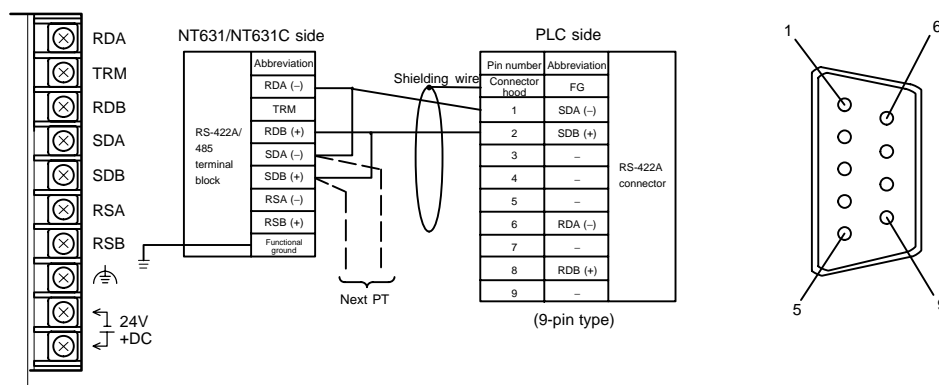 RDA
TRM
RDB
SDA
SDB
RSA
RSB
24V
+DC
NT631/NT631C side
Abbreviation
RS-422A/
485
terminal
block
RDA (–)
TRM
RDB (+)
SDA (–)
SDB (+)
RSA (–)
RSB (+)
Functional
ground
Next PT
Shielding wire
PLC side
Pin number Abbreviation
Connector
hood FG
1 SDA (–)
2 SDB (+)
3 –
4 –
5 –
6 RDA (–)
7 –
8 RDB (+)
9 –
RS-422A
connector
(9-pin type)
1
6
5